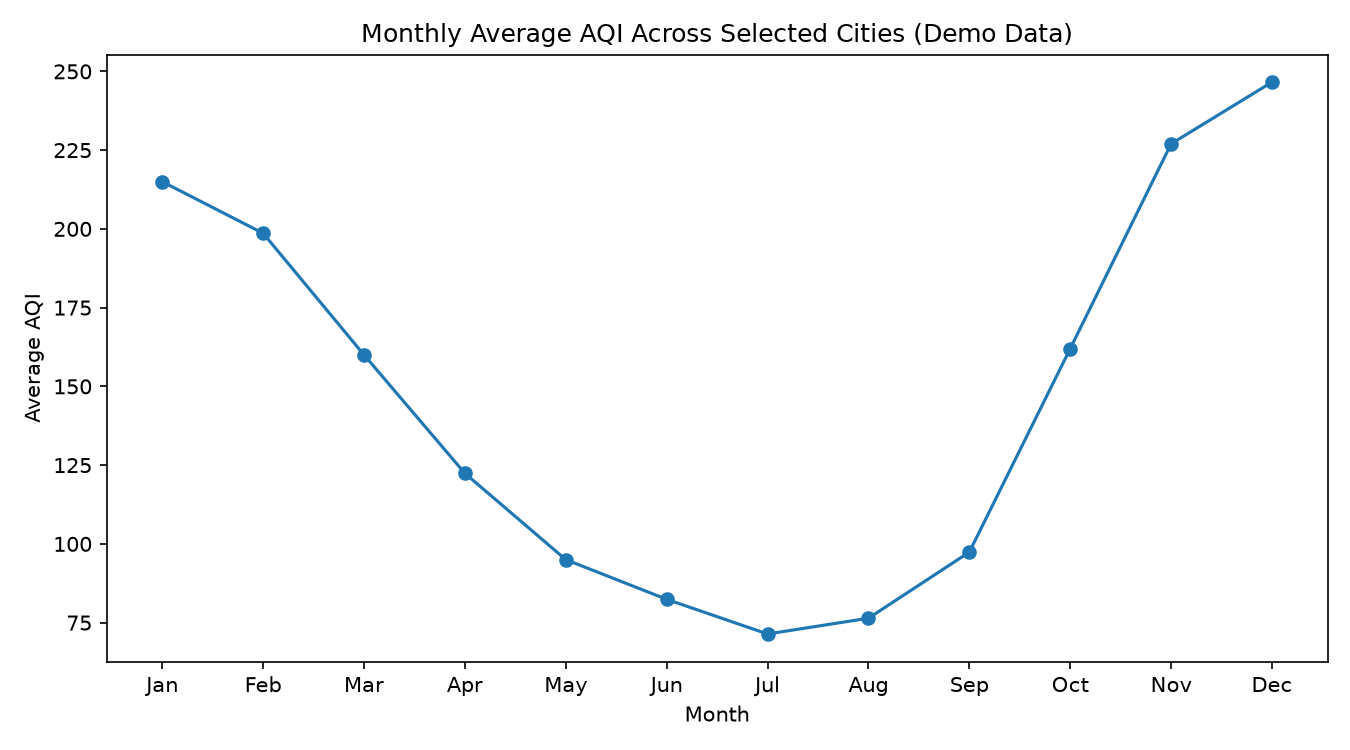 Monthly Average AQI Across Selected Cities (Demo Data)
250
225
200
175
150
125
100
75
Average AQI
Jan Feb Mar Apr May Jun Jul Aug Sep Oct Nov Dec
Month